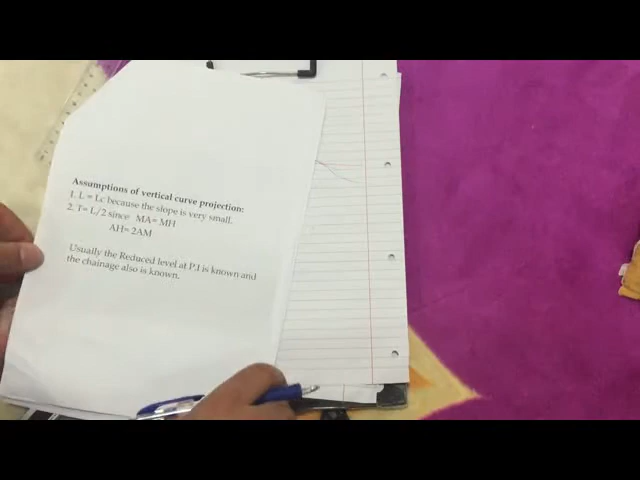 Assumptions of vertical curve projection:
1. L = Lc because the slope is very small.
2. T= L/2 since MA= MH
AH= 2AM
Usually the Reduced level at P.I is known and
the chainage also is known.